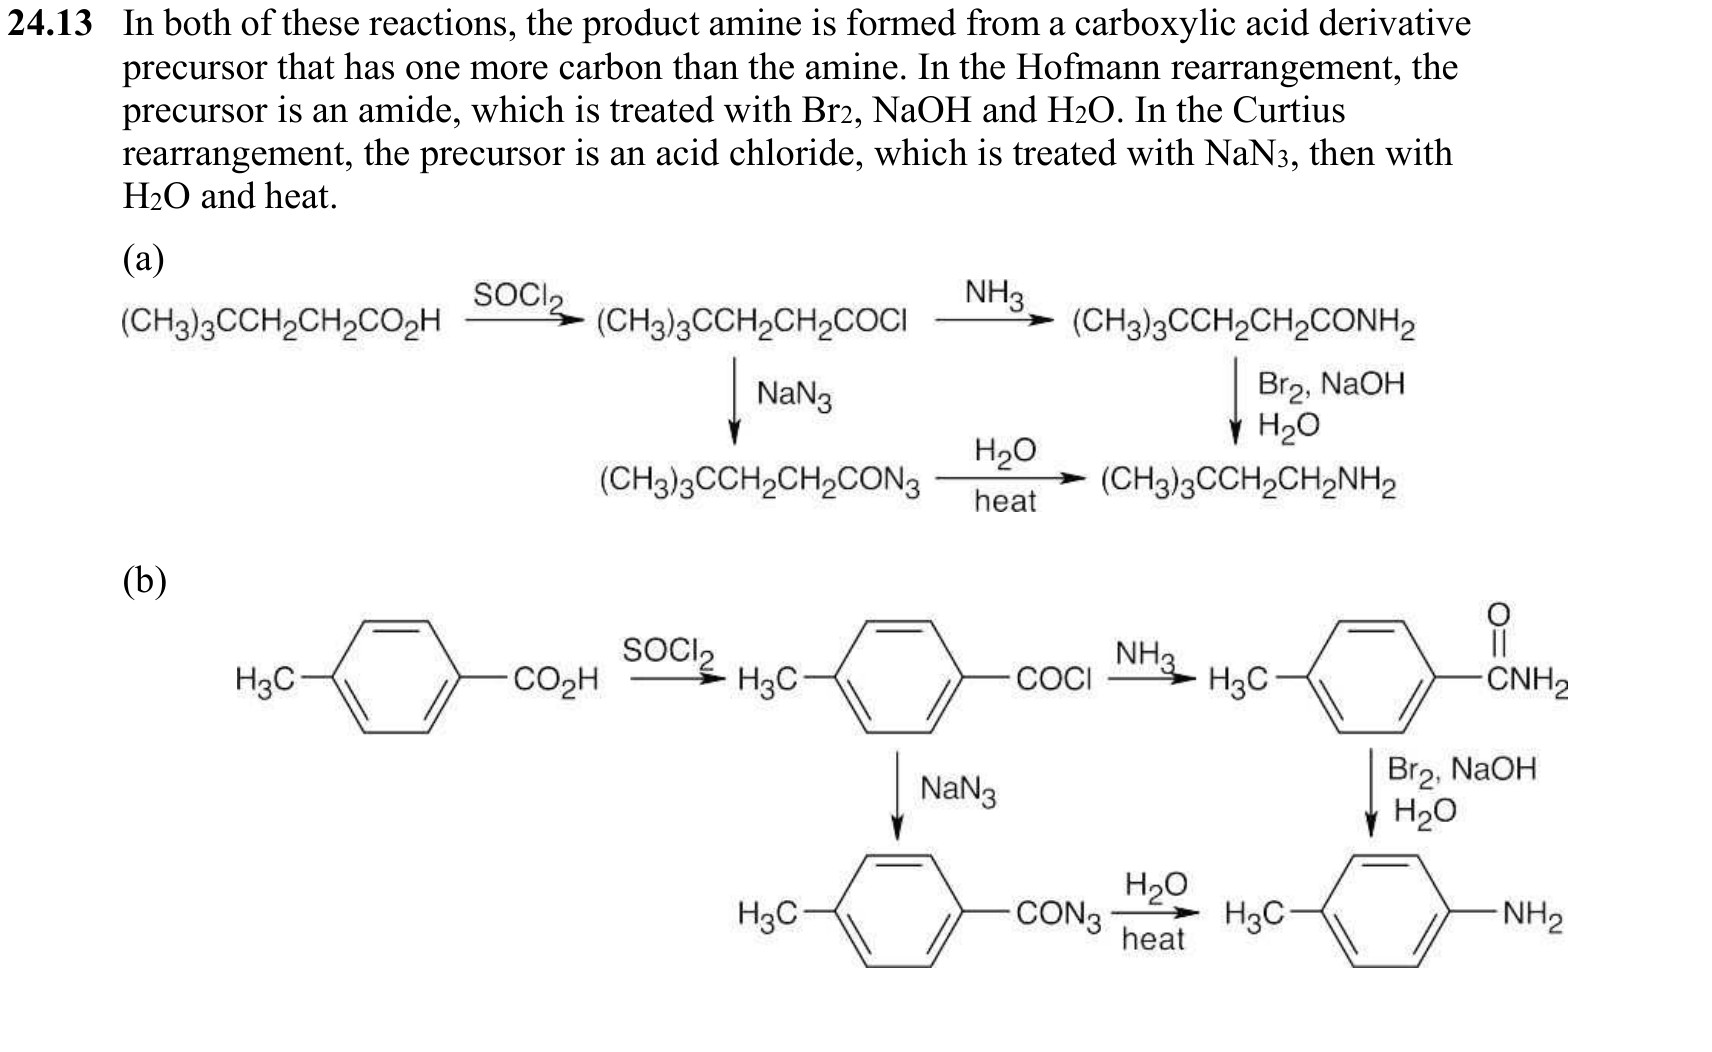 24.13 In both of these reactions, the product amine is formed from a carboxylic acid derivative
precursor that has one more carbon than the amine. In the Hofmann rearrangement, the
precursor is an amide, which is treated with Br₂, NaOH and H₂O. In the Curtius
rearrangement, the precursor is an acid chloride, which is treated with NaN₃, then with
H₂O and heat.
(a)
SOCl₂ NH₃
(CH₃)₃CCH₂CH₂CO₂H (CH₃)₃CCH₂CH₂COCl (CH₃)₃CCH₂CH₂CONH₂
NaN₃ Br₂, NaOH
H₂O
H₂O
(CH₃)₃CCH₂CH₂CON₃ (CH₃)₃CCH₂CH₂NH₂
heat
(b)
O
SOCl₂ NH₃
H₃C CO₂H H₃C COCl H₃C CNH₂
NaN₃ Br₂, NaOH
H₂O
H₂O
H₃C CON₃ H₃C NH₂
heat